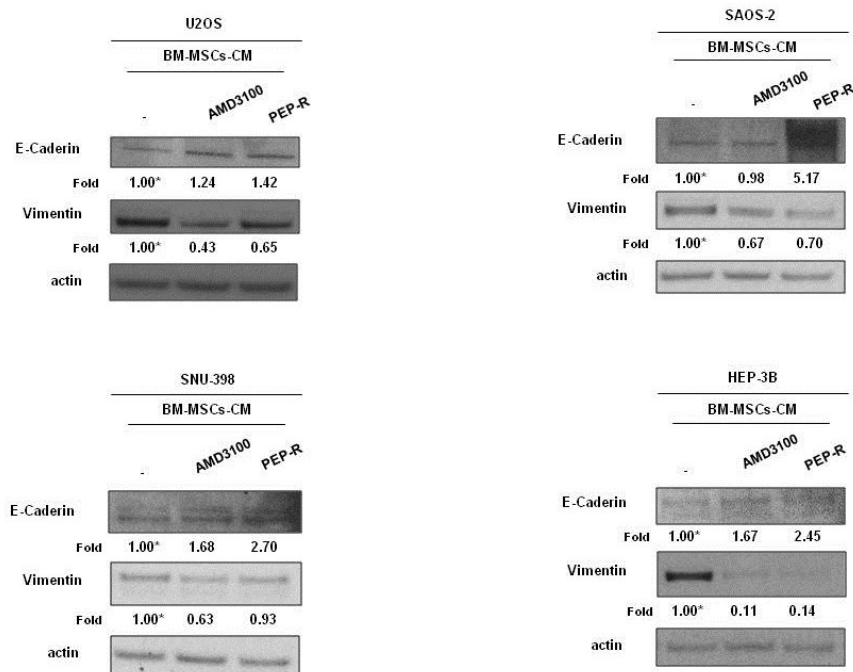 U2OS
BM-MSCs-CM
- AMD3100 PEP-R
E-Caderin
Fold 1.00* 1.24 1.42
Vimentin
Fold 1.00* 0.43 0.65
actin
SAOS-2
BM-MSCs-CM
- AMD3100 PEP-R
E-Caderin
Fold 1.00* 0.98 5.17
Vimentin
Fold 1.00* 0.67 0.70
actin
SNU-398
BM-MSCs-CM
- AMD3100 PEP-R
E-Caderin
Fold 1.00* 1.68 2.70
Vimentin
Fold 1.00* 0.63 0.93
actin
HEP-3B
BM-MSCs-CM
- AMD3100 PEP-R
E-Caderin
Fold 1.00* 1.67 2.45
Vimentin
Fold 1.00* 0.11 0.14
actin